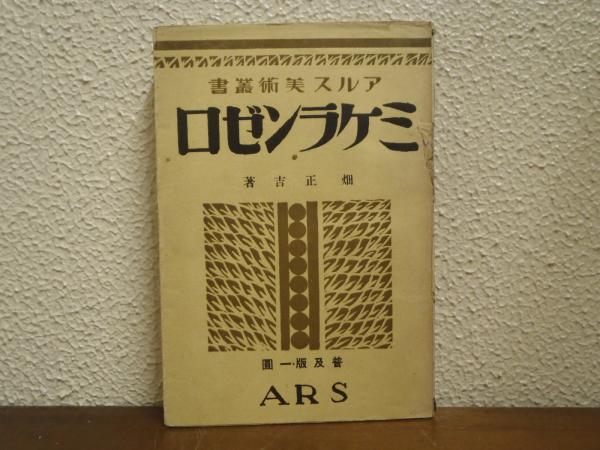 アルス美術叢書
ミケランゼロ
畑正吉著
普及版・一圓
ARS